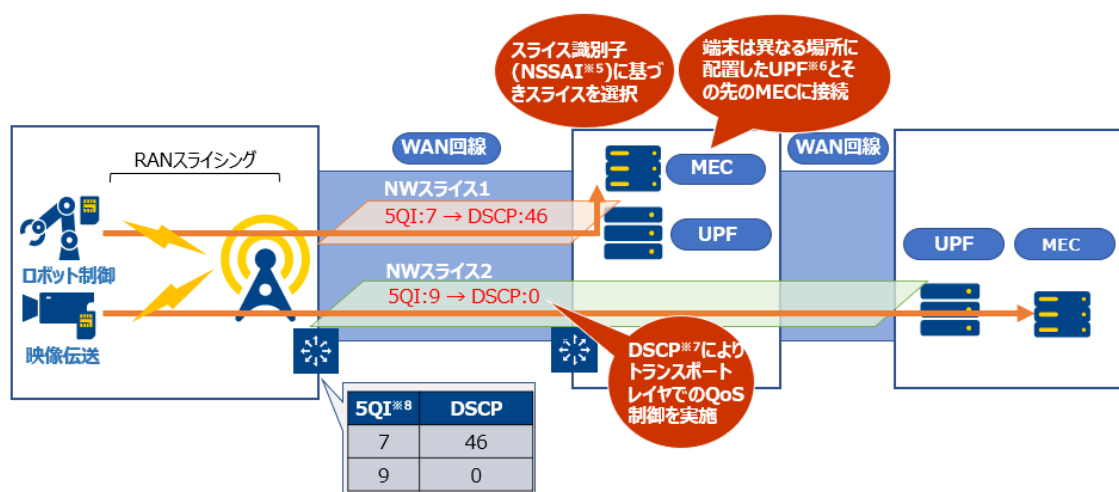 スライス識別子
(NSSAI※5)に基づ
きスライスを選択
端末は異なる場所に
配置したUPF※6とそ
の先のMECに接続
RANスライシング
WAN回線
WAN回線
NWスライス1
5QI:7 → DSCP:46
MEC
UPF
ロボット制御
NWスライス2
5QI:9 → DSCP:0
UPF
MEC
映像伝送
DSCP※7により
トランスポート
レイヤでのQoS
制御を実施
5QI※8 DSCP
7 46
9 0